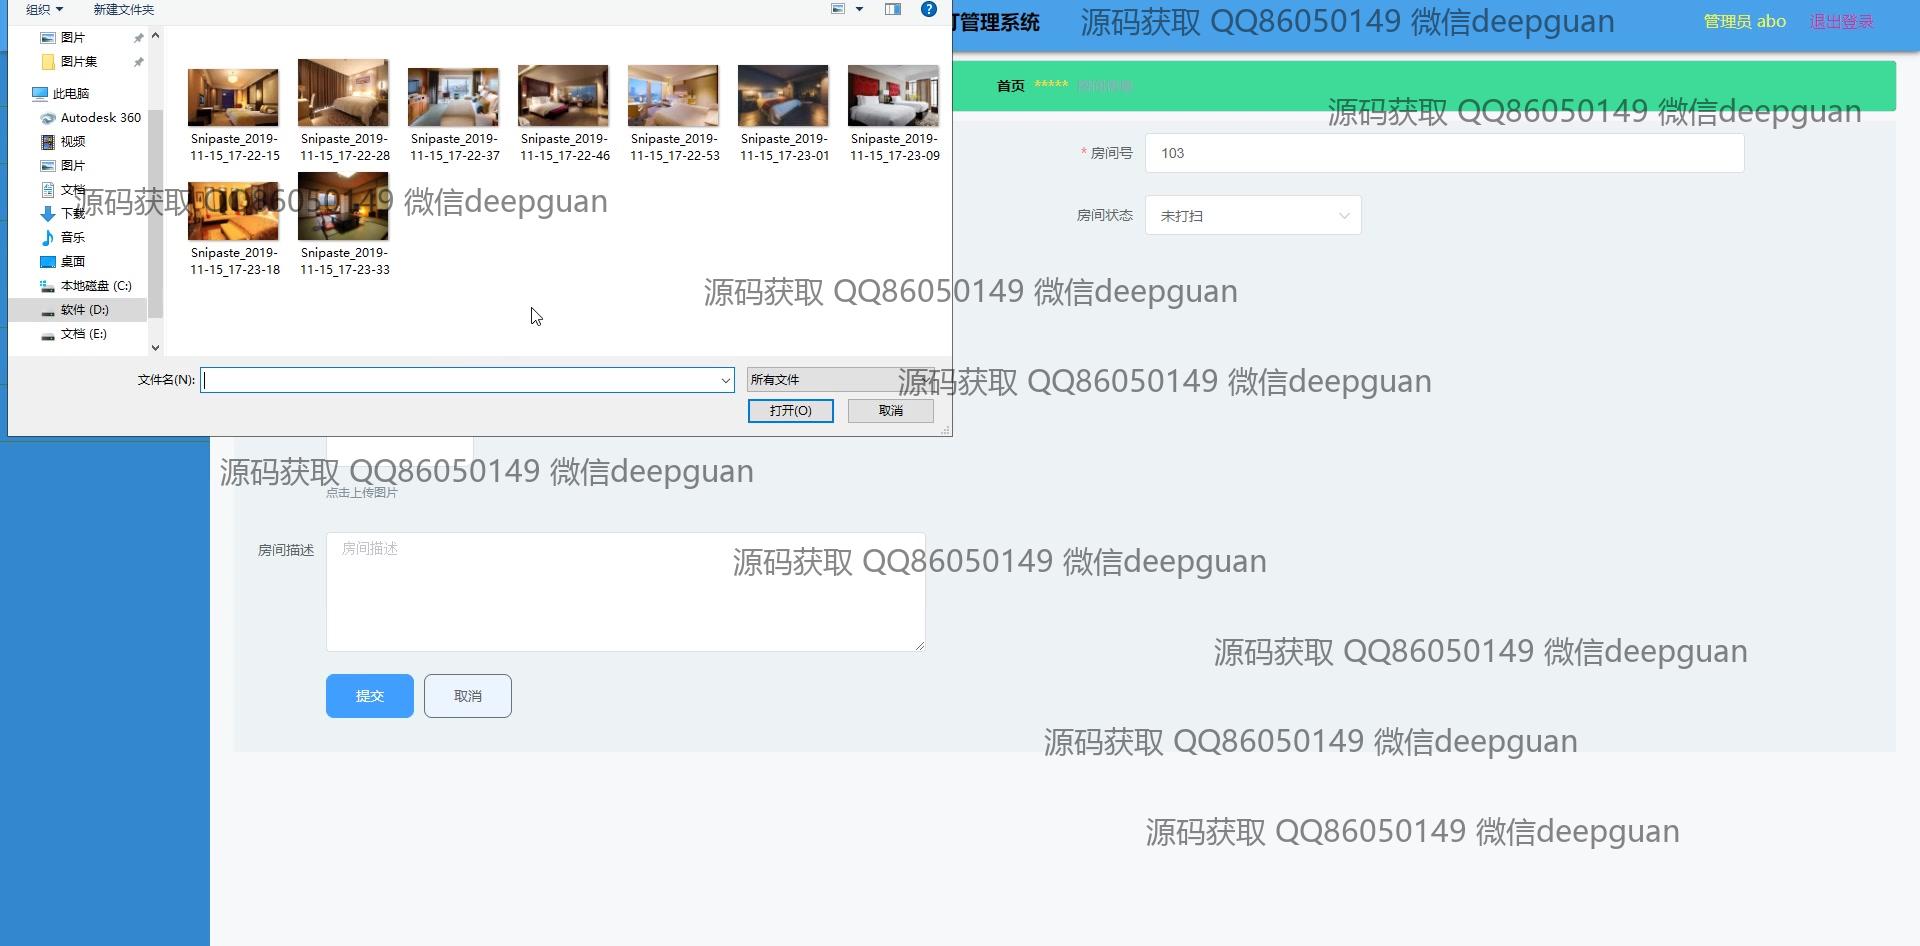 组织
新建文件夹
图片
图片集
此电脑
Autodesk 360
视频
图片
文档
下载
音乐
桌面
本地磁盘 (C:)
软件 (D:)
文档 (E:)
Snipaste_2019-11-15_17-22-15
Snipaste_2019-11-15_17-22-28
Snipaste_2019-11-15_17-22-37
Snipaste_2019-11-15_17-22-46
Snipaste_2019-11-15_17-22-53
Snipaste_2019-11-15_17-23-01
Snipaste_2019-11-15_17-23-09
Snipaste_2019-11-15_17-23-18
Snipaste_2019-11-15_17-23-33
文件名(N):
所有文件
打开(O)
取消
管理系统
管理员 abo
退出登录
首页 *****
* 房间号
103
房间状态
未打扫
点击上传图片
房间描述
房间描述
提交
取消
源码获取 QQ86050149 微信deepguan
源码获取 QQ86050149 微信deepguan
源码获取 QQ86050149 微信deepguan
源码获取 QQ86050149 微信deepguan
源码获取 QQ86050149 微信deepguan
源码获取 QQ86050149 微信deepguan
源码获取 QQ86050149 微信deepguan
源码获取 QQ86050149 微信deepguan
源码获取 QQ86050149 微信deepguan
源码获取 QQ86050149 微信deepguan